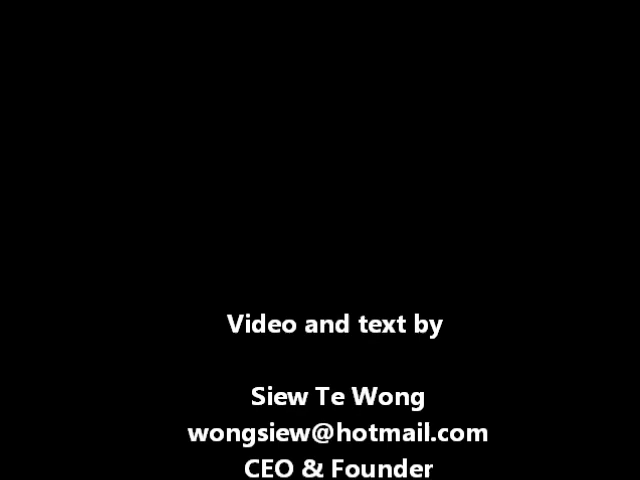 Video and text by
Siew Te Wong
wongsiew@hotmail.com
CEO & Founder